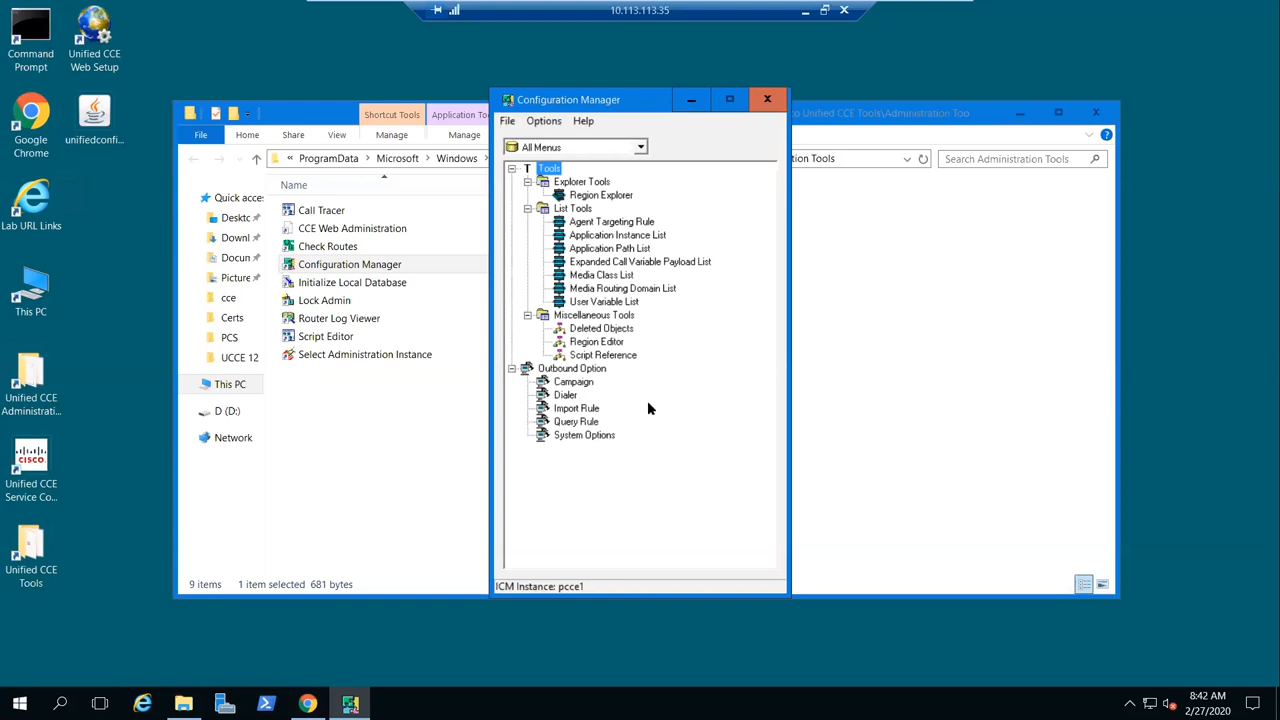 10.113.113.35
Command Prompt
Unified CCE Web Setup
Google Chrome
unifiedconfi...
Lab URL Links
This PC
Unified CCE Administrati...
Unified CCE Service Co...
Unified CCE Tools
Shortcut Tools
File
Home
Share
View
Manage
Manage
ProgramData
Microsoft
Windows
Name
Quick acces
Downl
Docum
Picture
cce
Certs
PCS
UCCE 12
This PC
D (D:)
Network
Call Tracer
CCE Web Administration
Check Routes
Configuration Manager
Initialize Local Database
Lock Admin
Router Log Viewer
Script Editor
Select Administration Instance
9 items
1 item selected 681 bytes
Configuration Manager
File
Options
Help
All Menus
Tools
Explorer Tools
Region Explorer
List Tools
Agent Targeting Rule
Application Instance List
Application Path List
Expanded Call Variable Payload List
Media Class List
Media Routing Domain List
User Variable List
Miscellaneous Tools
Deleted Objects
Region Editor
Script Reference
Outbound Option
Campaign
Dialer
Import Rule
Query Rule
System Options
ICM Instance: pcce1
Unified CCE Tools\Administration Too
Tools
Search Administration Tools
8:42 AM
2/27/2020